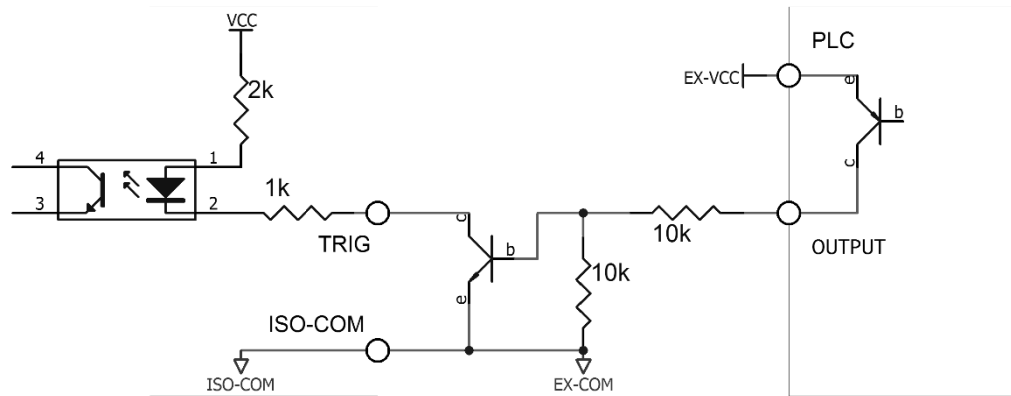 VCC
PLC
EX-VCC
e
b
c
2k
4
1
3
2
1k
TRIG
c
b
e
10k
10k
OUTPUT
ISO-COM
ISO-COM
EX-COM